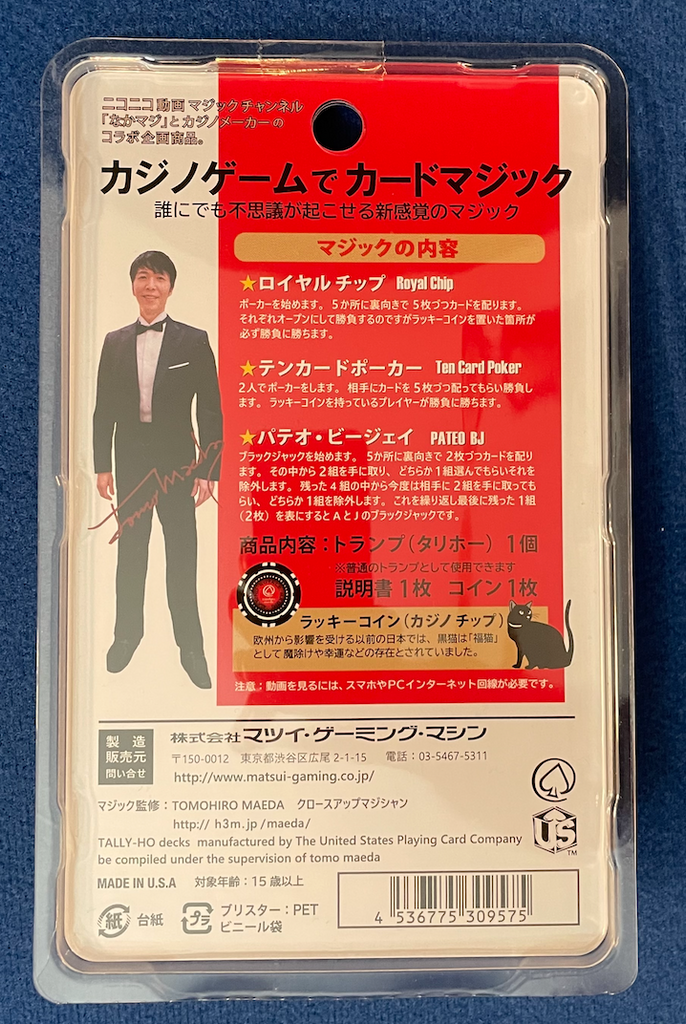 ニコニコ動画 マジックチャンネル
「なかマジ」とカジノメーカーの
コラボ企画商品。
カジノゲームでカードマジック
誰にでも不思議が起こせる新感覚のマジック
マジックの内容
★ロイヤル チップ Royal Chip
ポーカーを始めます。5か所に裏向きで5枚づつカードを配ります。
それぞれオープンにして勝負するのですがラッキーコインを置いた箇所が
必ず勝負に勝ちます。
★テンカードポーカー Ten Card Poker
2人でポーカーをします。相手にカードを5枚づつ配ってもらい勝負し
ます。ラッキーコインを持っているプレイヤーが勝負に勝ちます。
★パテオ・ビージェイ PATEO BJ
ブラックジャックを始めます。5か所に裏向きで2枚づつカードを配りま
す。その中から2組を手に取り、どちらか1組選んでもらいそれを
除外します。残った4組の中から今度は相手に2組を手に取っても
らい、どちらか1組を除外します。これを繰り返し最後に残った1組
(2枚)を表にするとAとJのブラックジャックです。
Tomo Maeda
商品内容:トランプ(タリホー)1個
※普通のトランプとして使用できます
説明書1枚 コイン1枚
ラッキーコイン(カジノ チップ)
欧州から影響を受ける以前の日本では、黒猫は「福猫」
として魔除けや幸運などの存在とされていました。
注意:動画を見るには、スマホやPCインターネット回線が必要です。
製造
販売元
問い合せ
株式会社マツイ・ゲーミング・マシン
〒150-0012 東京都渋谷区広尾2-1-15 電話:03-5467-5311
http://www.matsui-gaming.co.jp/
マジック監修:TOMOHIRO MAEDA クロースアップマジシャン
http:// h3m.jp /maeda/
TALLY-HO decks manufactured by The United States Playing Card Company
be compiled under the supervision of tomo maeda
US TM
MADE IN U.S.A 対象年齢:15歳以上
紙 台紙
プラ ブリスター:PET
ビニール袋
4 536775 309575